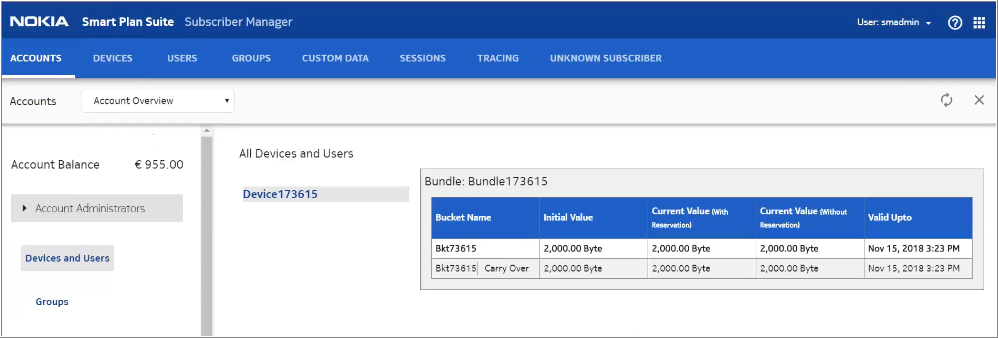 NOKIA Smart Plan Suite Subscriber Manager User: smadmin
ACCOUNTS DEVICES USERS GROUPS CUSTOM DATA SESSIONS TRACING UNKNOWN SUBSCRIBER
Accounts Account Overview
Account Balance € 955.00
Account Administrators
Devices and Users
Groups
All Devices and Users
Device173615
Bundle: Bundle173615
Bucket Name Initial Value Current Value (With Reservation) Current Value (Without Reservation) Valid Upto
Bkt73615 2,000.00 Byte 2,000.00 Byte 2,000.00 Byte Nov 15, 2018 3:23 PM
Bkt73615 Carry Over 2,000.00 Byte 2,000.00 Byte 2,000.00 Byte Nov 15, 2018 3:23 PM